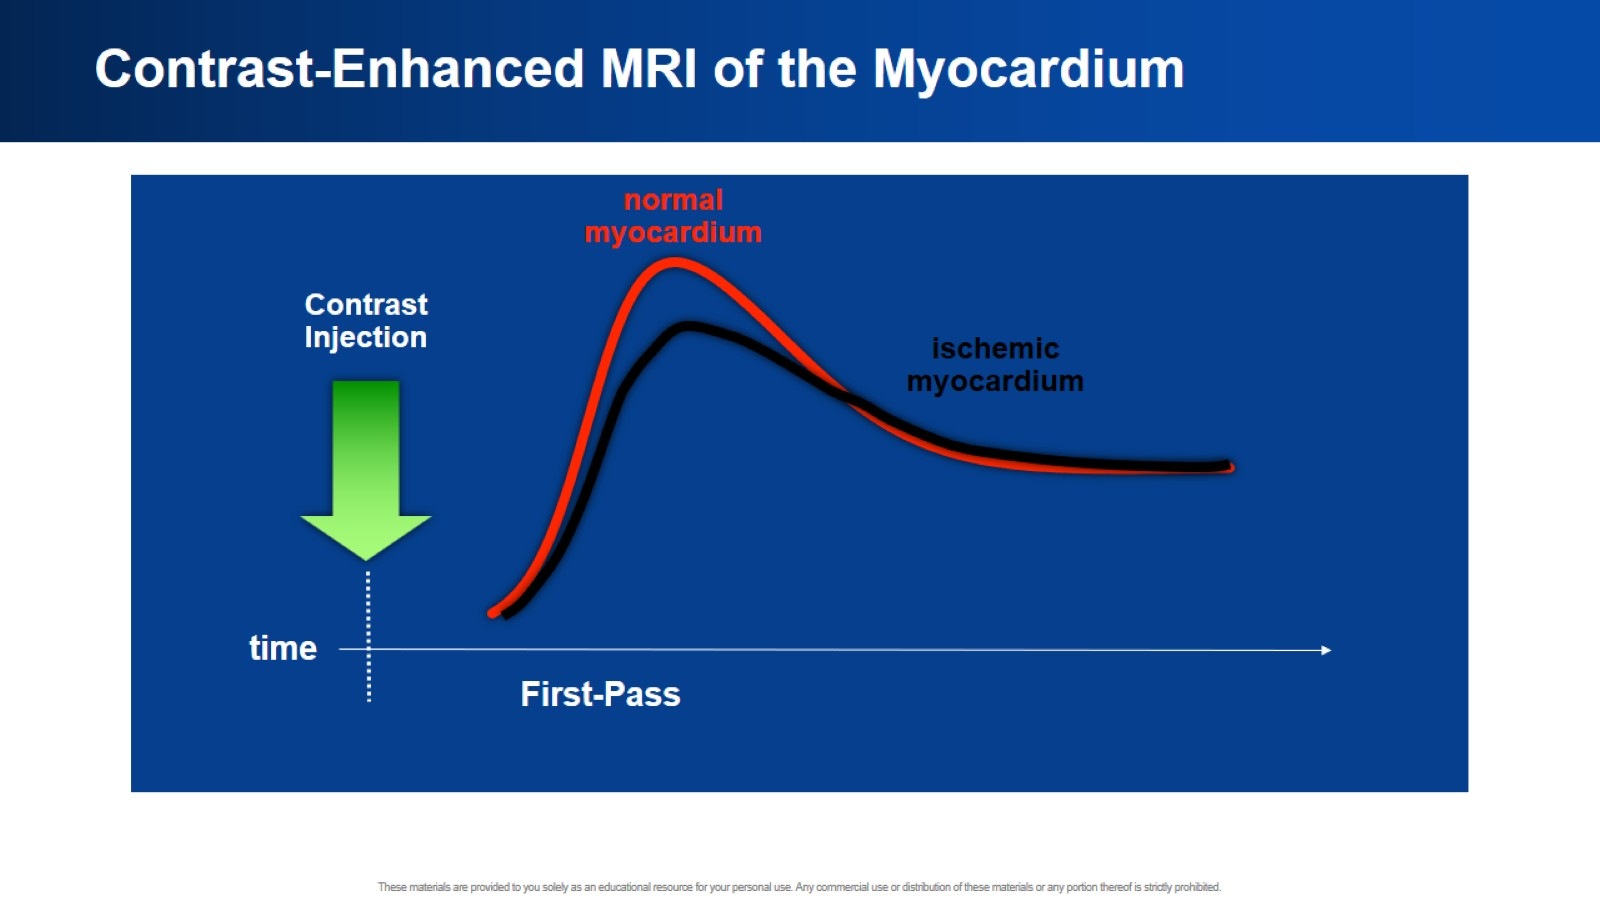 Contrast-Enhanced MRI of the Myocardium
normal
myocardium
Contrast
Injection
ischemic
myocardium
time
First-Pass
These materials are provided to you solely as an educational resource for your personal use. Any commercial use or distribution of these materials or any portion thereof is strictly prohibited.